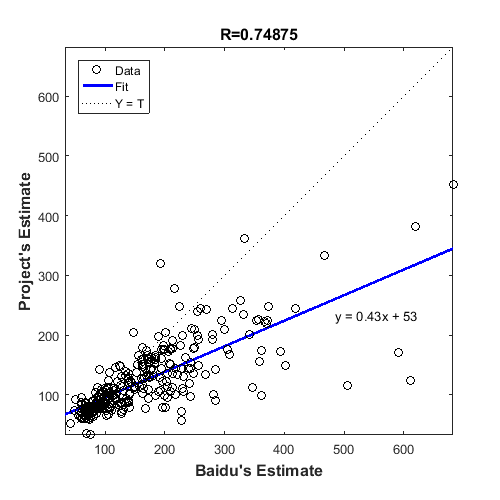 R=0.74875
Data
Fit
Y = T
600
500
400
300
200
100
y = 0.43x + 53
100 200 300 400 500 600
Project's Estimate
Baidu's Estimate